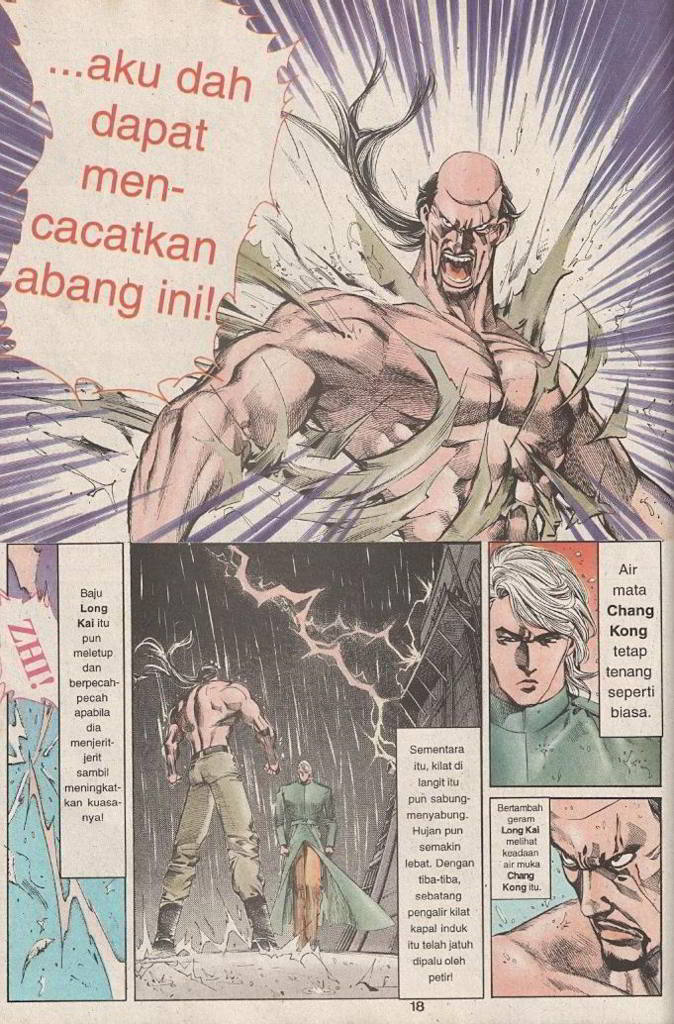 ...aku dah
dapat
men-
cacatkan
abang ini!
ZHI!
Baju
Long
Kai itu
pun
meletup
dan
berpecah-
pecah
apabila
dia
menjerit-
jerit
sambil
meningkat-
kan kuasa-
nya!
Sementara
itu, kilat di
langit itu
pun sabung-
menyabung.
Hujan pun
semakin
lebat. Dengan
tiba-tiba,
sebatang
pengalir kilat
kapal induk
itu telah jatuh
dipalu oleh
petir!
Air
mata
Chang
Kong
tetap
tenang
seperti
biasa.
Bertambah
geram
Long Kai
melihat
keadaan
air muka
Chang
Kong itu.
18